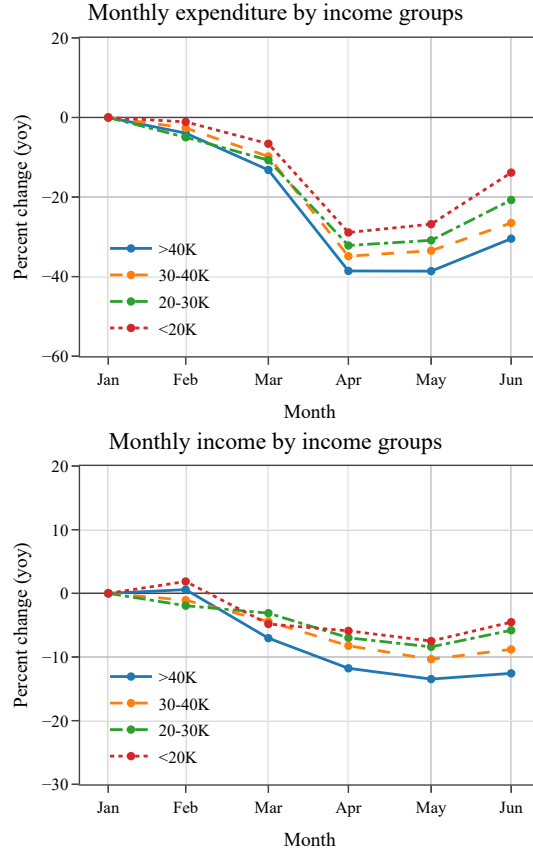 Monthly expenditure by income groups
20
0
−20
−40
−60
Percent change (yoy)
>40K
30-40K
20-30K
<20K
Jan Feb Mar Apr May Jun
Month
Monthly income by income groups
20
10
0
−10
−20
−30
Percent change (yoy)
>40K
30-40K
20-30K
<20K
Jan Feb Mar Apr May Jun
Month